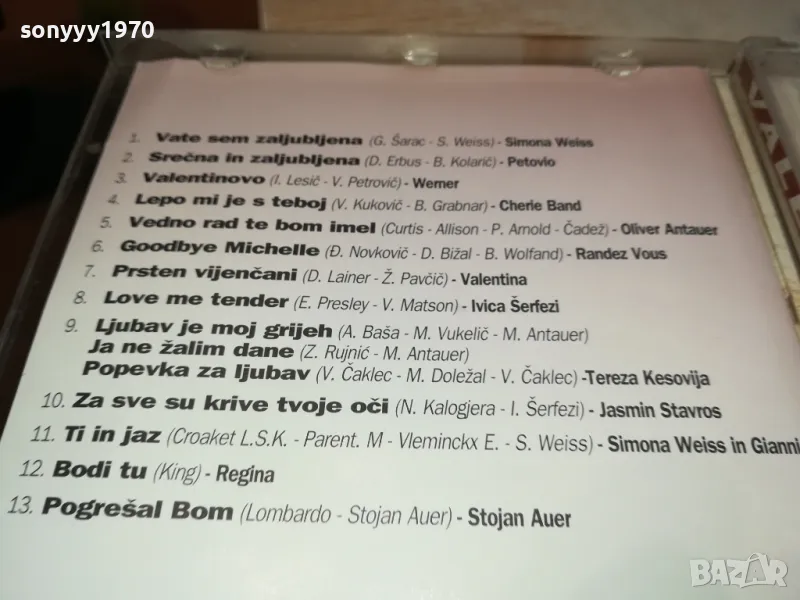 sonyyy1970
1. Vate sem zaljubljena (G. Šarac - S. Weiss) - Simona Weiss
2. Srečna in zaljubljena (D. Erbus - B. Kolarič) - Petovio
3. Valentinovo (I. Lesič - V. Petrovič) - Werner
4. Lepo mi je s teboj (V. Kukovič - B. Grabnar) - Cherie Band
5. Vedno rad te bom imel (Curtis - Allison - P. Arnold - Čadež) - Oliver Antauer
6. Goodbye Michelle (Đ. Novkovič - D. Bižal - B. Wolfand) - Randez Vous
7. Prsten vijenčani (D. Lainer - Ž. Pavčič) - Valentina
8. Love me tender (E. Presley - V. Matson) - Ivica Šerfezi
9. Ljubav je moj grijeh (A. Baša - M. Vukelič - M. Antauer)
Ja ne žalim dane (Z. Rujnić - M. Antauer)
Popevka za ljubav (V. Čaklec - M. Doležal - V. Čaklec) -Tereza Kesovija
10. Za sve su krive tvoje oči (N. Kalogjera - I. Šerfezi) - Jasmin Stavros
11. Ti in jaz (Croaket L.S.K. - Parent. M - Vleminckx E. - S. Weiss) - Simona Weiss in Gianni
12. Bodi tu (King) - Regina
13. Pogrešal Bom (Lombardo - Stojan Auer) - Stojan Auer
BAZAR